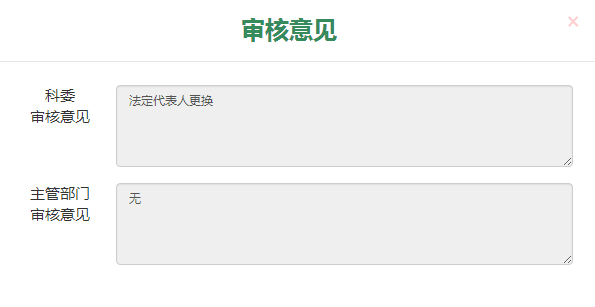 审核意见
×
科委
审核意见
法定代表人更换
主管部门
审核意见
无